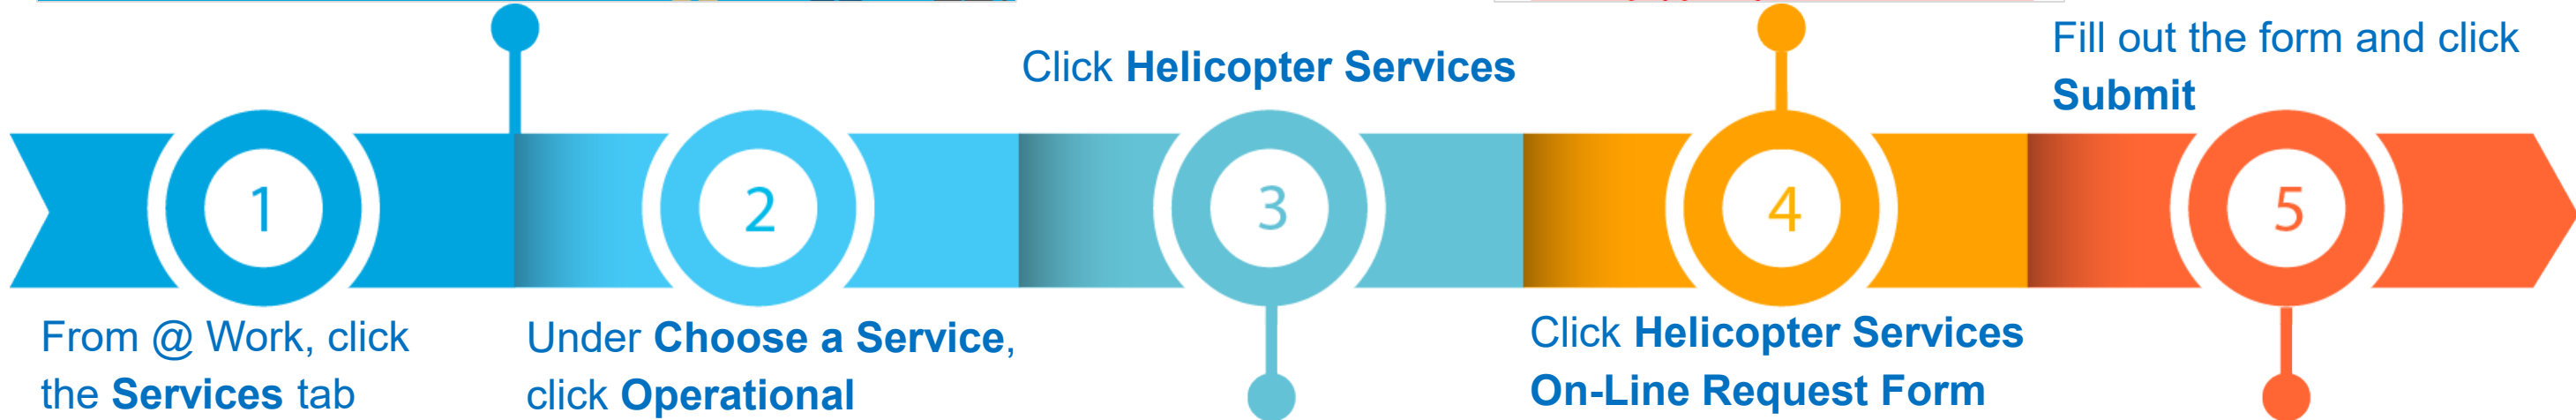 1
From @ Work, click
the Services tab
2
Under Choose a Service,
click Operational
Click Helicopter Services
3
4
Click Helicopter Services
On-Line Request Form
Fill out the form and click
Submit
5